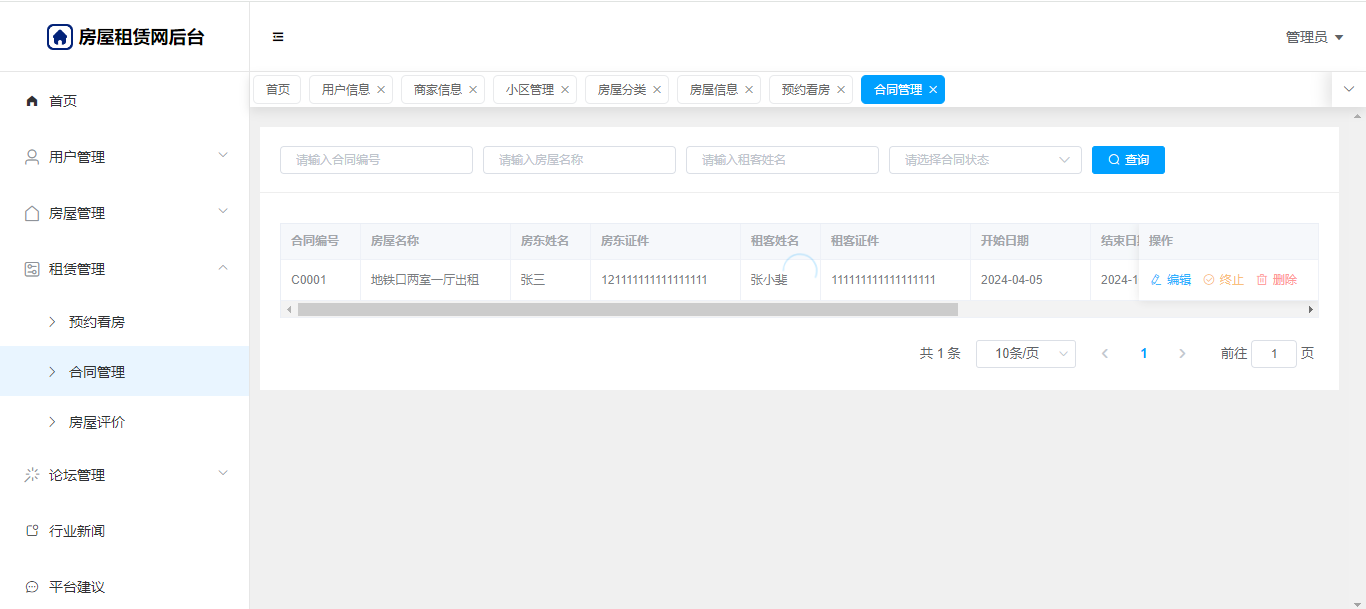 房屋租赁网后台
管理员
首页
用户管理
房屋管理
租赁管理
预约看房
合同管理
房屋评价
论坛管理
行业新闻
平台建议
首页 用户信息 商家信息 小区管理 房屋分类 房屋信息 预约看房 合同管理
请输入合同编号 请输入房屋名称 请输入租客姓名 请选择合同状态 查询
合同编号 房屋名称 房东姓名 房东证件 租客姓名 租客证件 开始日期 结束日 操作
C0001 地铁口两室一厅出租 张三 121111111111111111 张小斐 111111111111111111 2024-04-05 2024-1 编辑 终止 删除
共 1 条 10条/页 1 前往 1 页